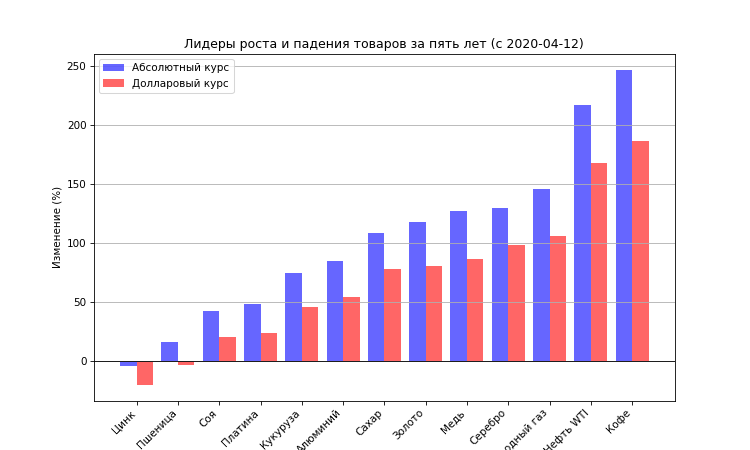 Лидеры роста и падения товаров за пять лет (с 2020-04-12)
Абсолютный курс
Долларовый курс
Изменение (%)
250
200
150
100
50
0
Цинк
Пшеница
Соя
Платина
Кукуруза
Алюминий
Сахар
Золото
Медь
Серебро
газ
Нефть WTI
Кофе